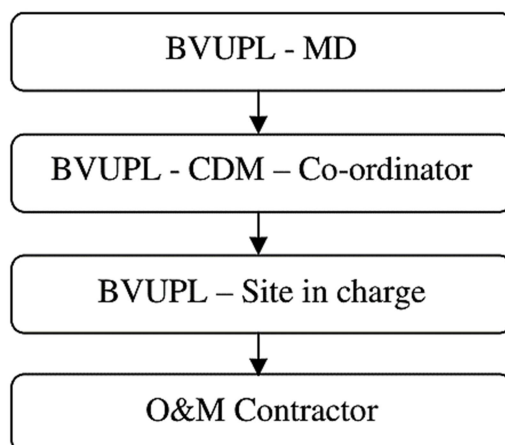 BVUPL - MD
BVUPL - CDM – Co-ordinator
BVUPL – Site in charge
O&M Contractor